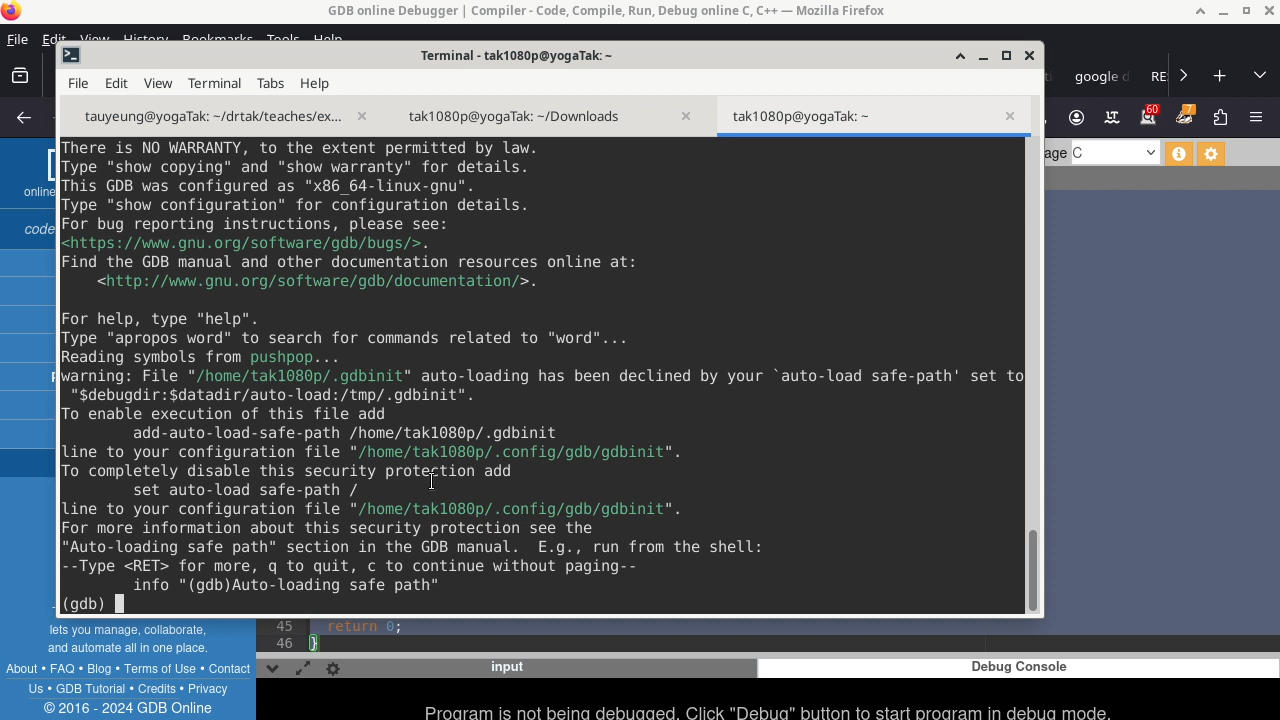 GDB online Debugger | Compiler - Code, Compile, Run, Debug online C, C++ — Mozilla Firefox
File Edit View History Bookmarks Tools Help
Terminal - tak1080p@yogaTak: ~
File Edit View Terminal Tabs Help
google
60
7
tauyeung@yogaTak: ~/drtak/teaches/ex...
tak1080p@yogaTak: ~/Downloads
tak1080p@yogaTak: ~
C
online
code
There is NO WARRANTY, to the extent permitted by law.
Type "show copying" and "show warranty" for details.
This GDB was configured as "x86_64-linux-gnu".
Type "show configuration" for configuration details.
For bug reporting instructions, please see:
<https://www.gnu.org/software/gdb/bugs/>.
Find the GDB manual and other documentation resources online at:
<http://www.gnu.org/software/gdb/documentation/>.
For help, type "help".
Type "apropos word" to search for commands related to "word"...
Reading symbols from pushpop...
warning: File "/home/tak1080p/.gdbinit" auto-loading has been declined by your `auto-load safe-path' set to
"$debugdir:$datadir/auto-load:/tmp/.gdbinit".
To enable execution of this file add
add-auto-load-safe-path /home/tak1080p/.gdbinit
line to your configuration file "/home/tak1080p/.config/gdb/gdbinit".
To completely disable this security protection add
set auto-load safe-path /
line to your configuration file "/home/tak1080p/.config/gdb/gdbinit".
For more information about this security protection see the
"Auto-loading safe path" section in the GDB manual.  E.g., run from the shell:
--Type <RET> for more, q to quit, c to continue without paging--
info "(gdb)Auto-loading safe path"
(gdb)
45 return 0;
46 }
lets you manage, collaborate,
and automate all in one place.
About • FAQ • Blog • Terms of Use • Contact
Us • GDB Tutorial • Credits • Privacy
© 2016 - 2024 GDB Online
input
Debug Console
Program is not being debugged. Click "Debug" button to start program in debug mode.